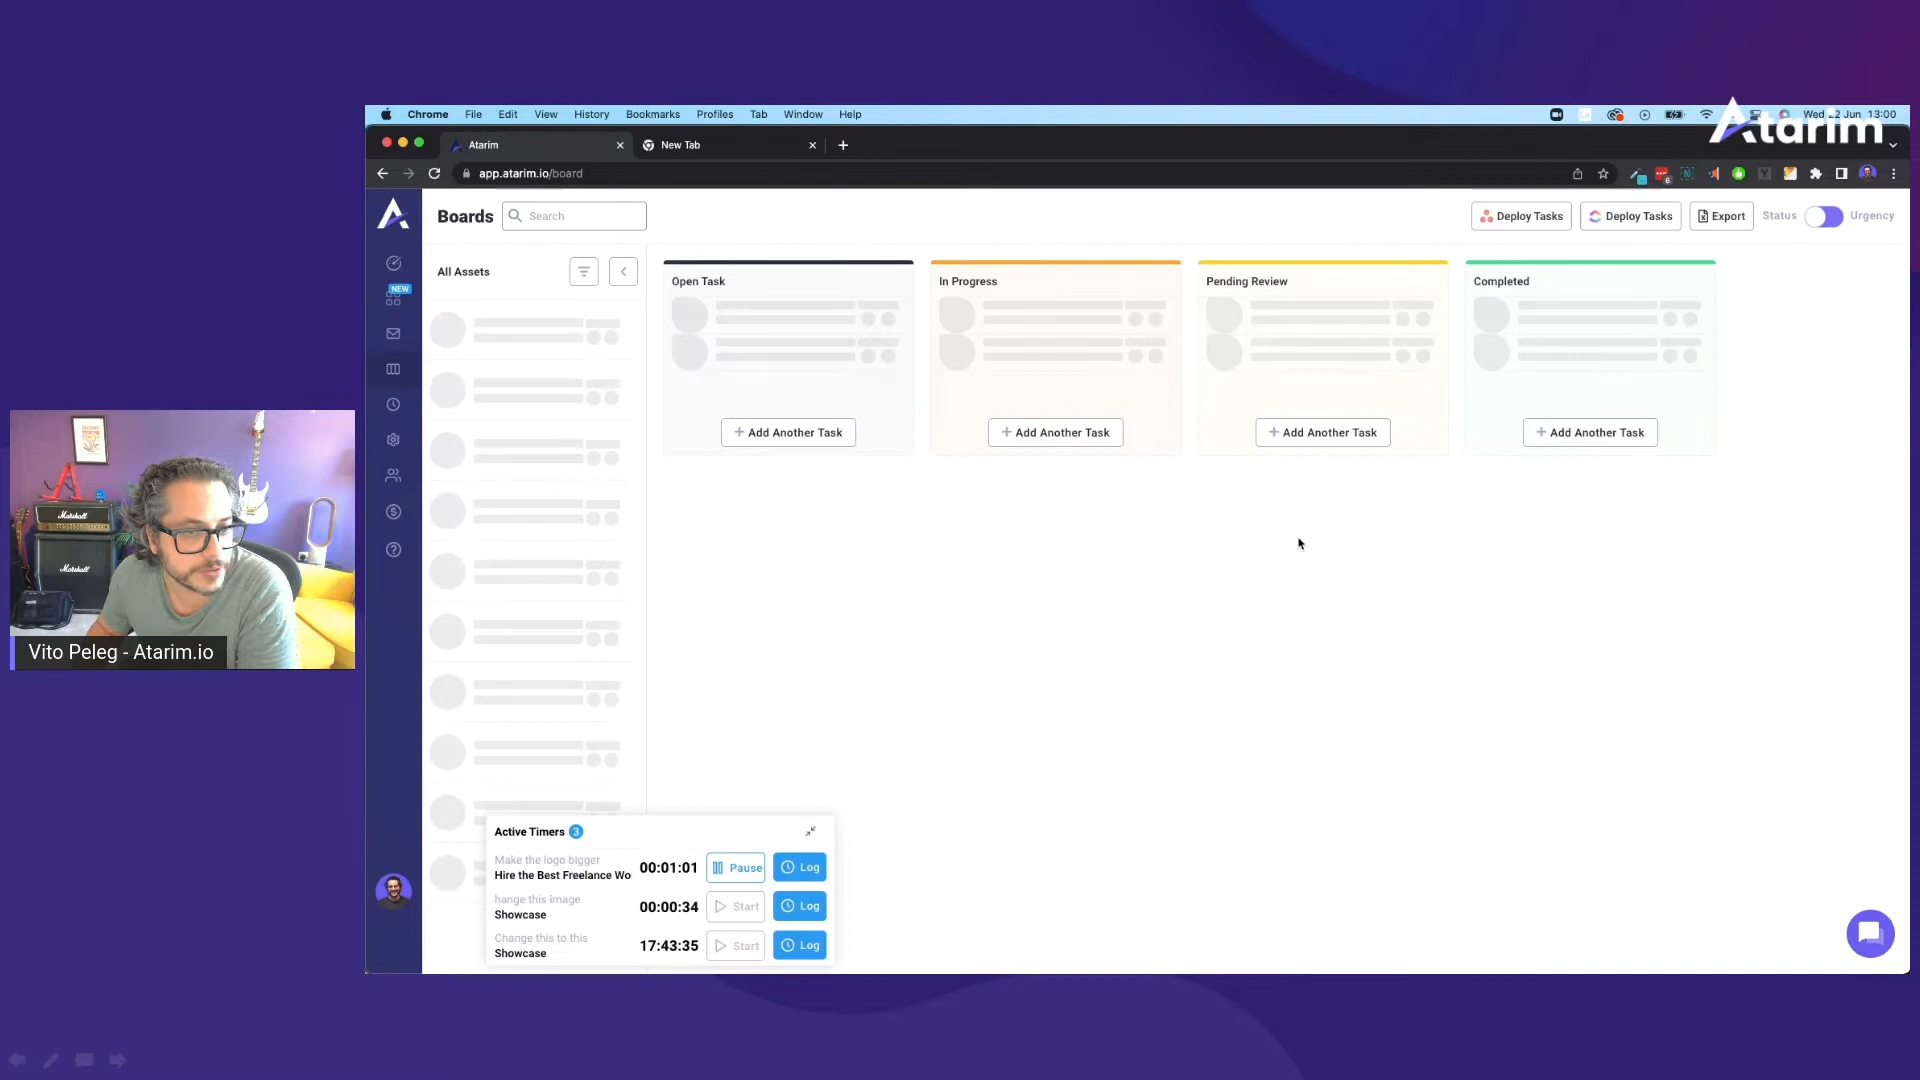 Chrome File Edit View History Bookmarks Profiles Tab Window Help
Wed 22 Jun 13:00
Atarim
Atarim
New Tab
app.atarim.io/board
6
Boards
Search
Deploy Tasks
Deploy Tasks
Export
Status
Urgency
NEW
All Assets
Open Task
In Progress
Pending Review
Completed
Add Another Task
Add Another Task
Add Another Task
Add Another Task
Marshall
Marshall
Vito Peleg - Atarim.io
Active Timers 3
Make the logo bigger
Hire the Best Freelance Wo
00:01:01
Pause
Log
hange this image
Showcase
00:00:34
Start
Log
Change this to this
Showcase
17:43:35
Start
Log